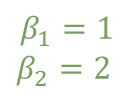 β₁ = 1
β₂ = 2